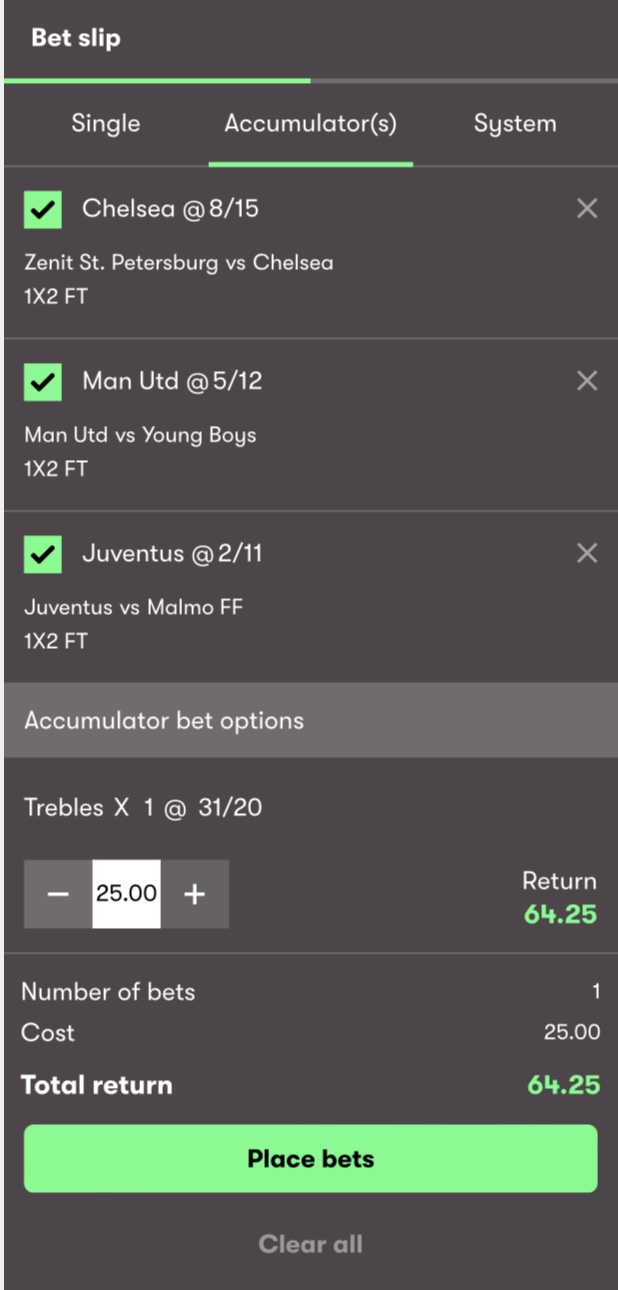 Bet slip
Single Accumulator(s) System
Chelsea @ 8/15
Zenit St. Petersburg vs Chelsea
1X2 FT
Man Utd @ 5/12
Man Utd vs Young Boys
1X2 FT
Juventus @ 2/11
Juventus vs Malmo FF
1X2 FT
Accumulator bet options
Trebles X 1 @ 31/20
Return
− 25.00 + 64.25
Number of bets 1
Cost 25.00
Total return 64.25
Place bets
Clear all